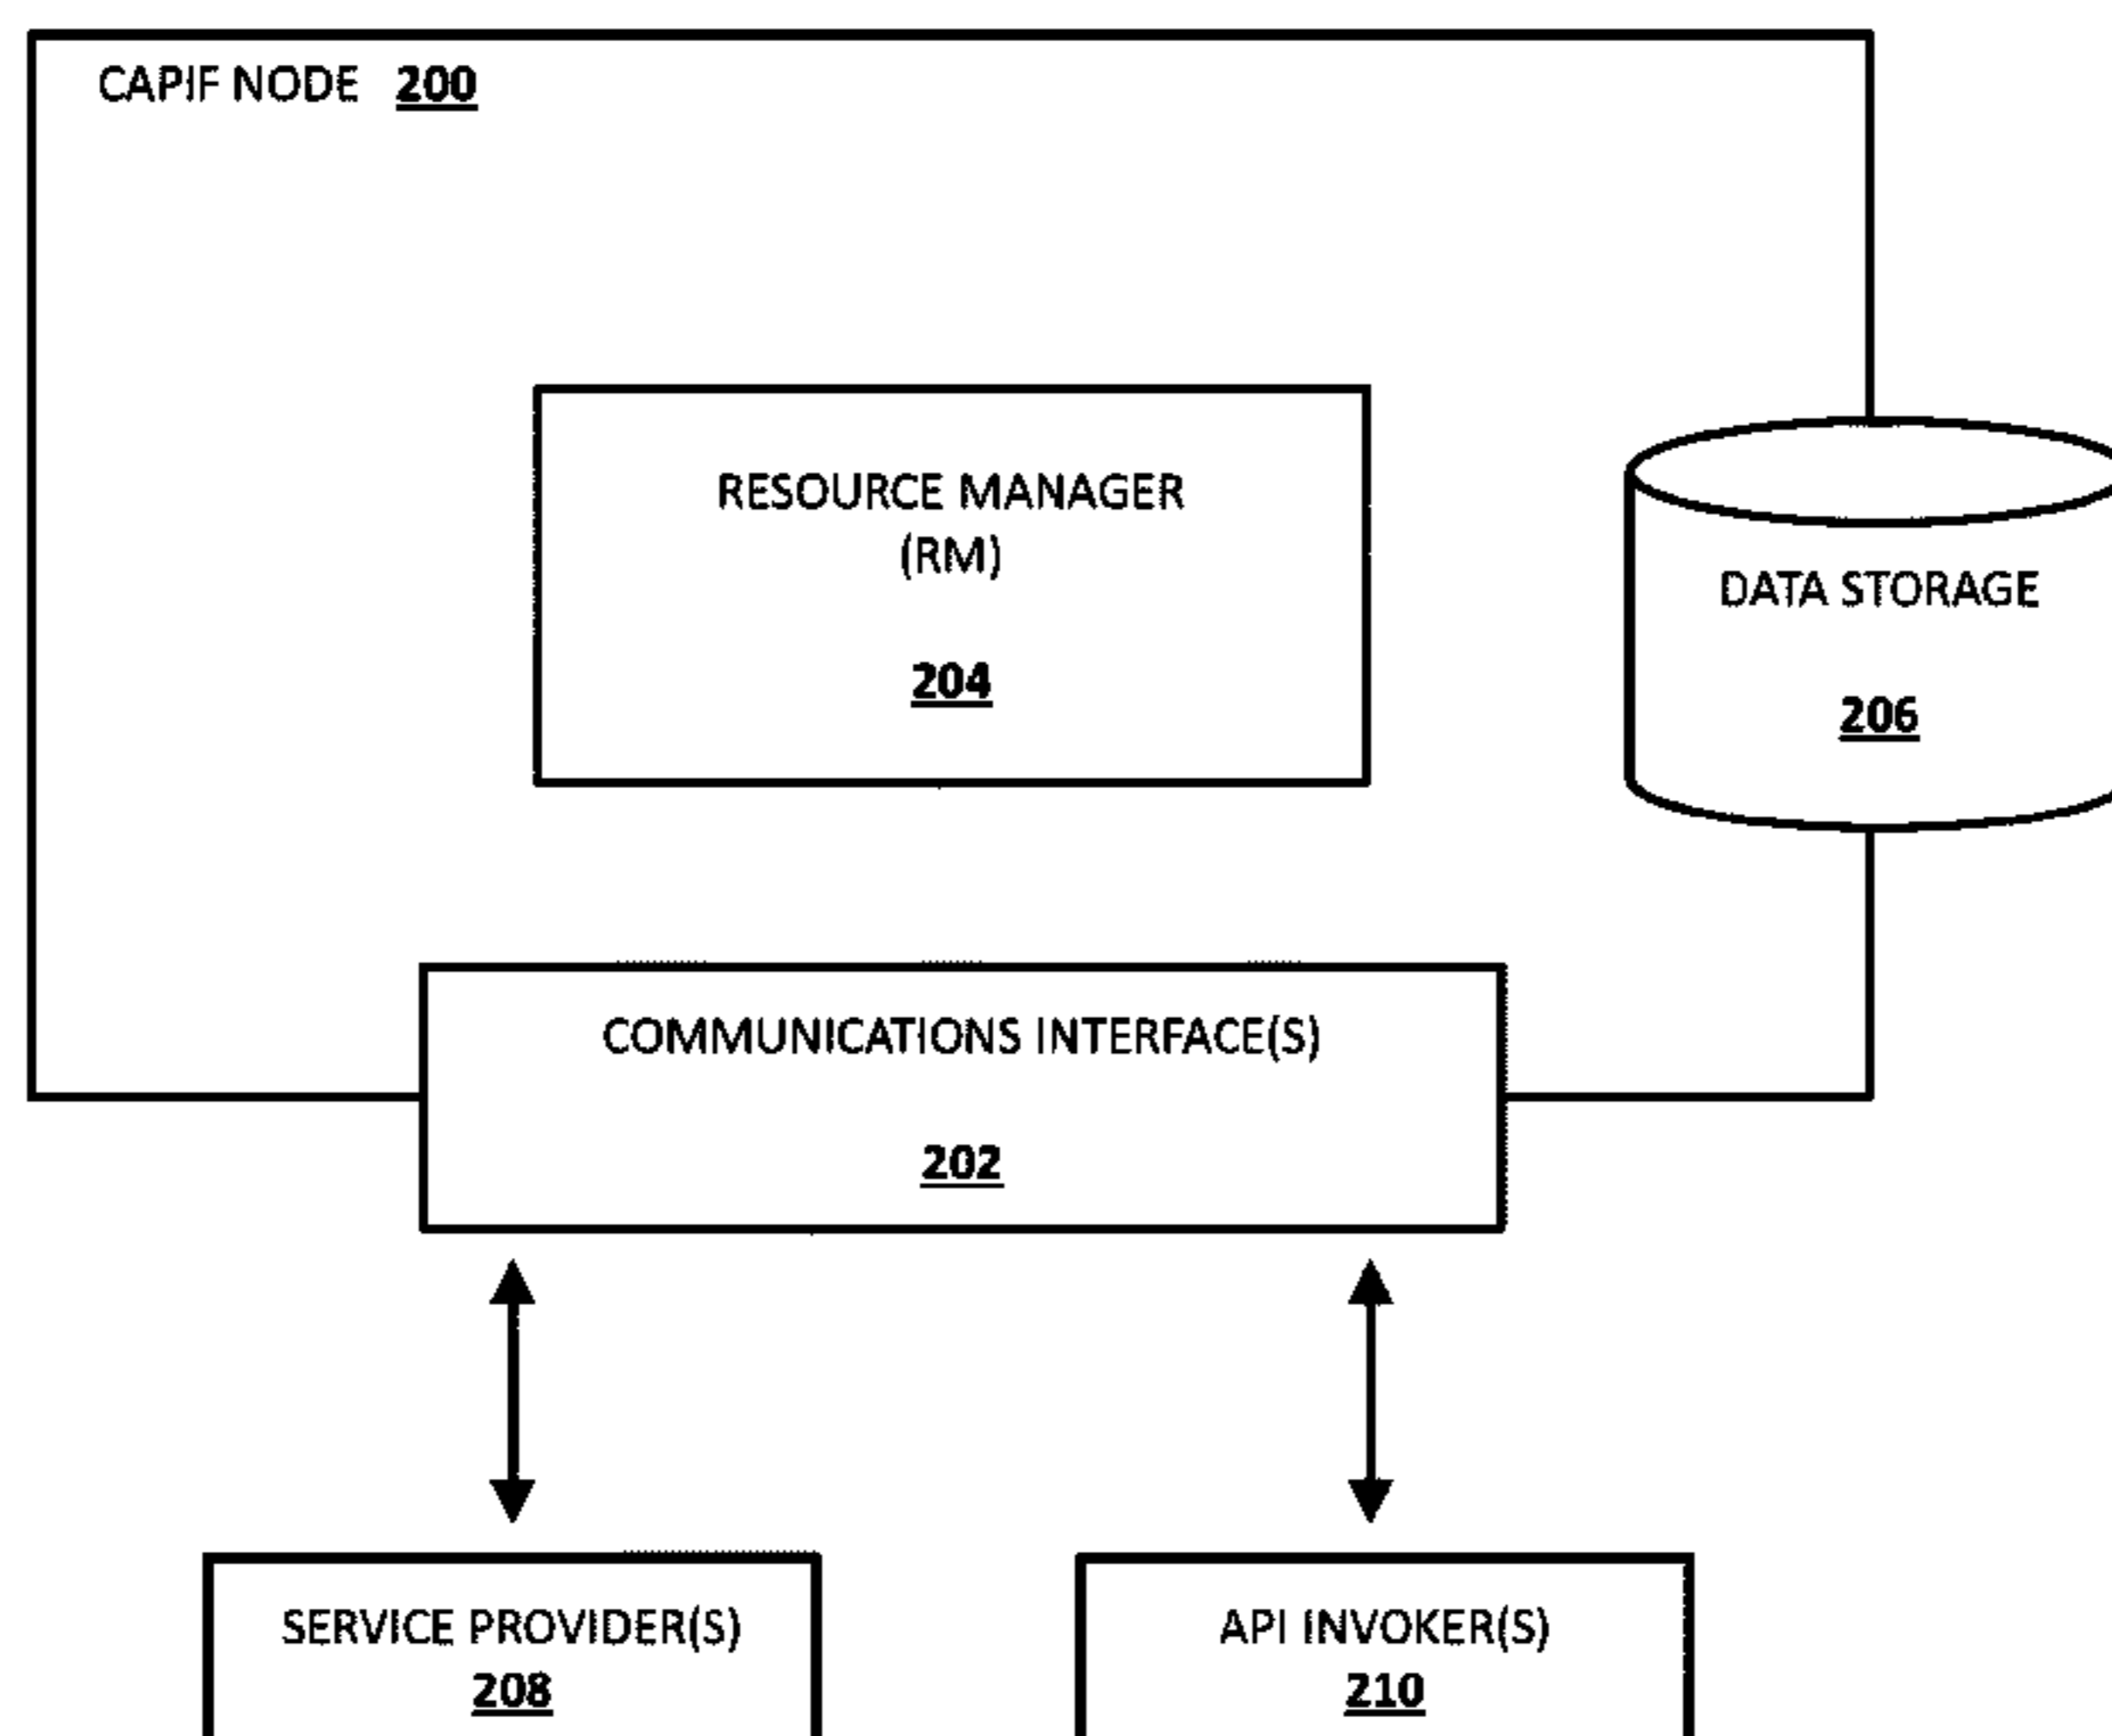 CAPIF NODE 200
RESOURCE MANAGER
(RM)
204
DATA STORAGE
206
COMMUNICATIONS INTERFACE(S)
202
SERVICE PROVIDER(S)
208
API INVOKER(S)
210